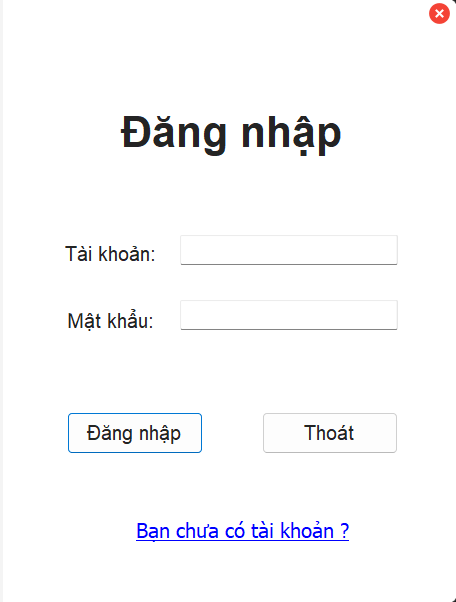 Đăng nhập
Tài khoản:
Mật khẩu:
Đăng nhập Thoát
Bạn chưa có tài khoản ?